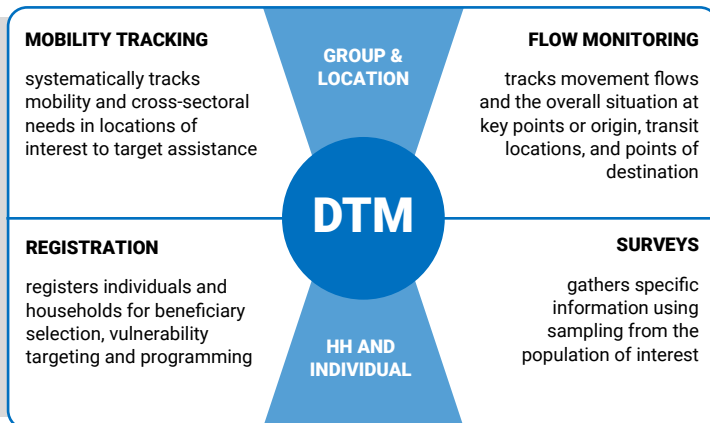 MOBILITY TRACKING
systematically tracks
mobility and cross-sectoral
needs in locations of
interest to target assistance
GROUP &
LOCATION
FLOW MONITORING
tracks movement flows
and the overall situation at
key points or origin, transit
locations, and points of
destination
DTM
REGISTRATION
registers individuals and
households for beneficiary
selection, vulnerability
targeting and programming
HH AND
INDIVIDUAL
SURVEYS
gathers specific
information using
sampling from the
population of interest